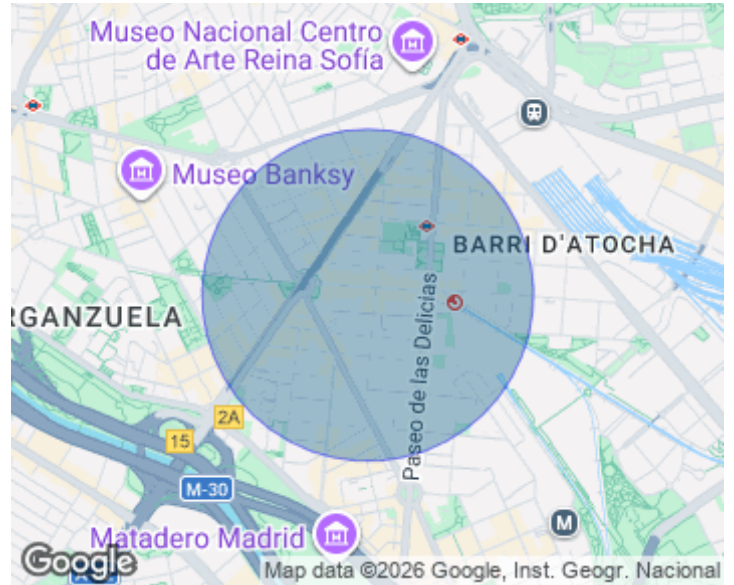 Museo Nacional Centro
de Arte Reina Sofía
Museo Banksy
BARRI D'ATOCHA
RGANZUELA
Paseo de las Delicias
2A
15
M-30
Matadero Madrid
M
Google
Map data ©2026 Google, Inst. Geogr. Nacional